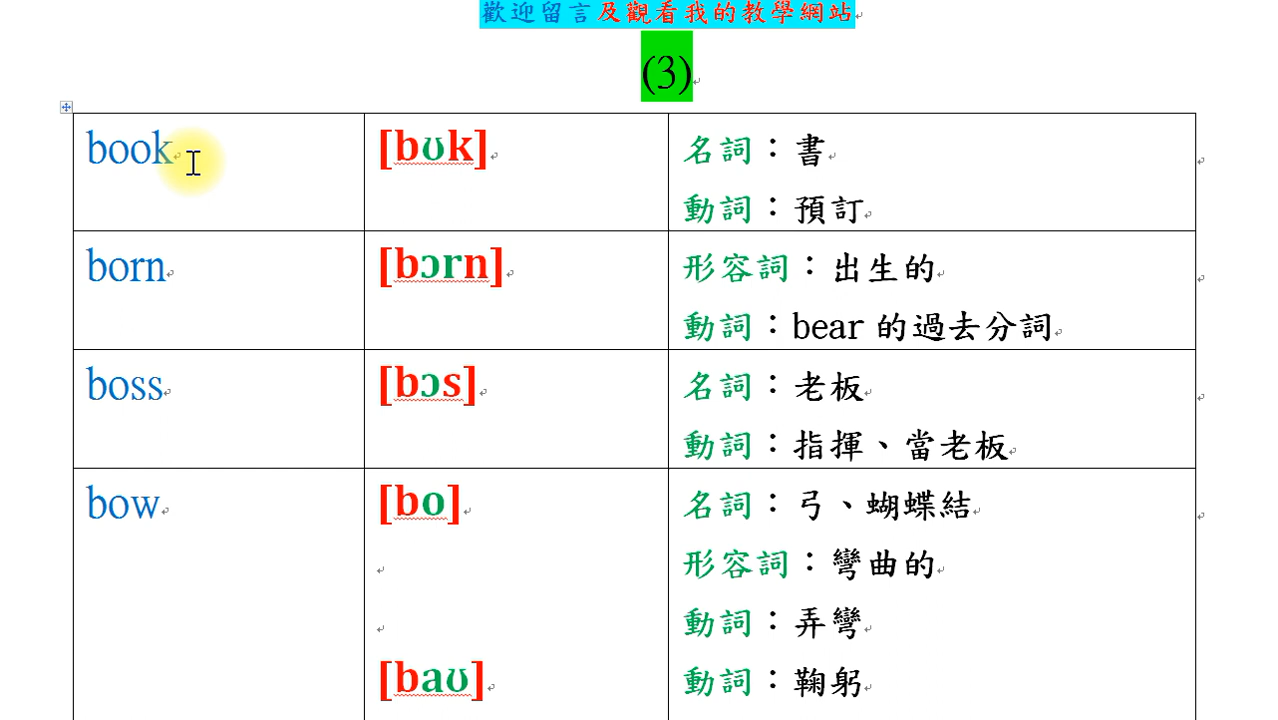 歡迎留言及觀看我的教學網站
(3)
book [bʊk] 名詞：書
動詞：預訂
born [bɔrn] 形容詞：出生的
動詞：bear 的過去分詞
boss [bɔs] 名詞：老板
動詞：指揮、當老板
bow [bo] 名詞：弓、蝴蝶結
形容詞：彎曲的
動詞：弄彎
[baʊ] 動詞：鞠躬